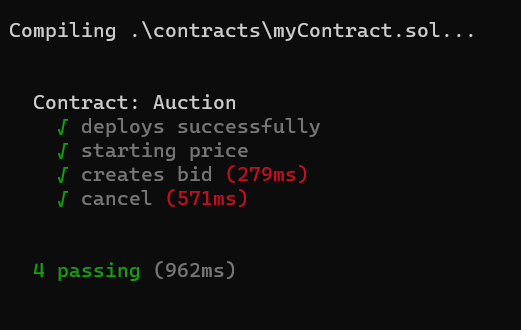 Compiling .\contracts\myContract.sol...
Contract: Auction
√ deploys successfully
√ starting price
√ creates bid (279ms)
√ cancel (571ms)
4 passing (962ms)